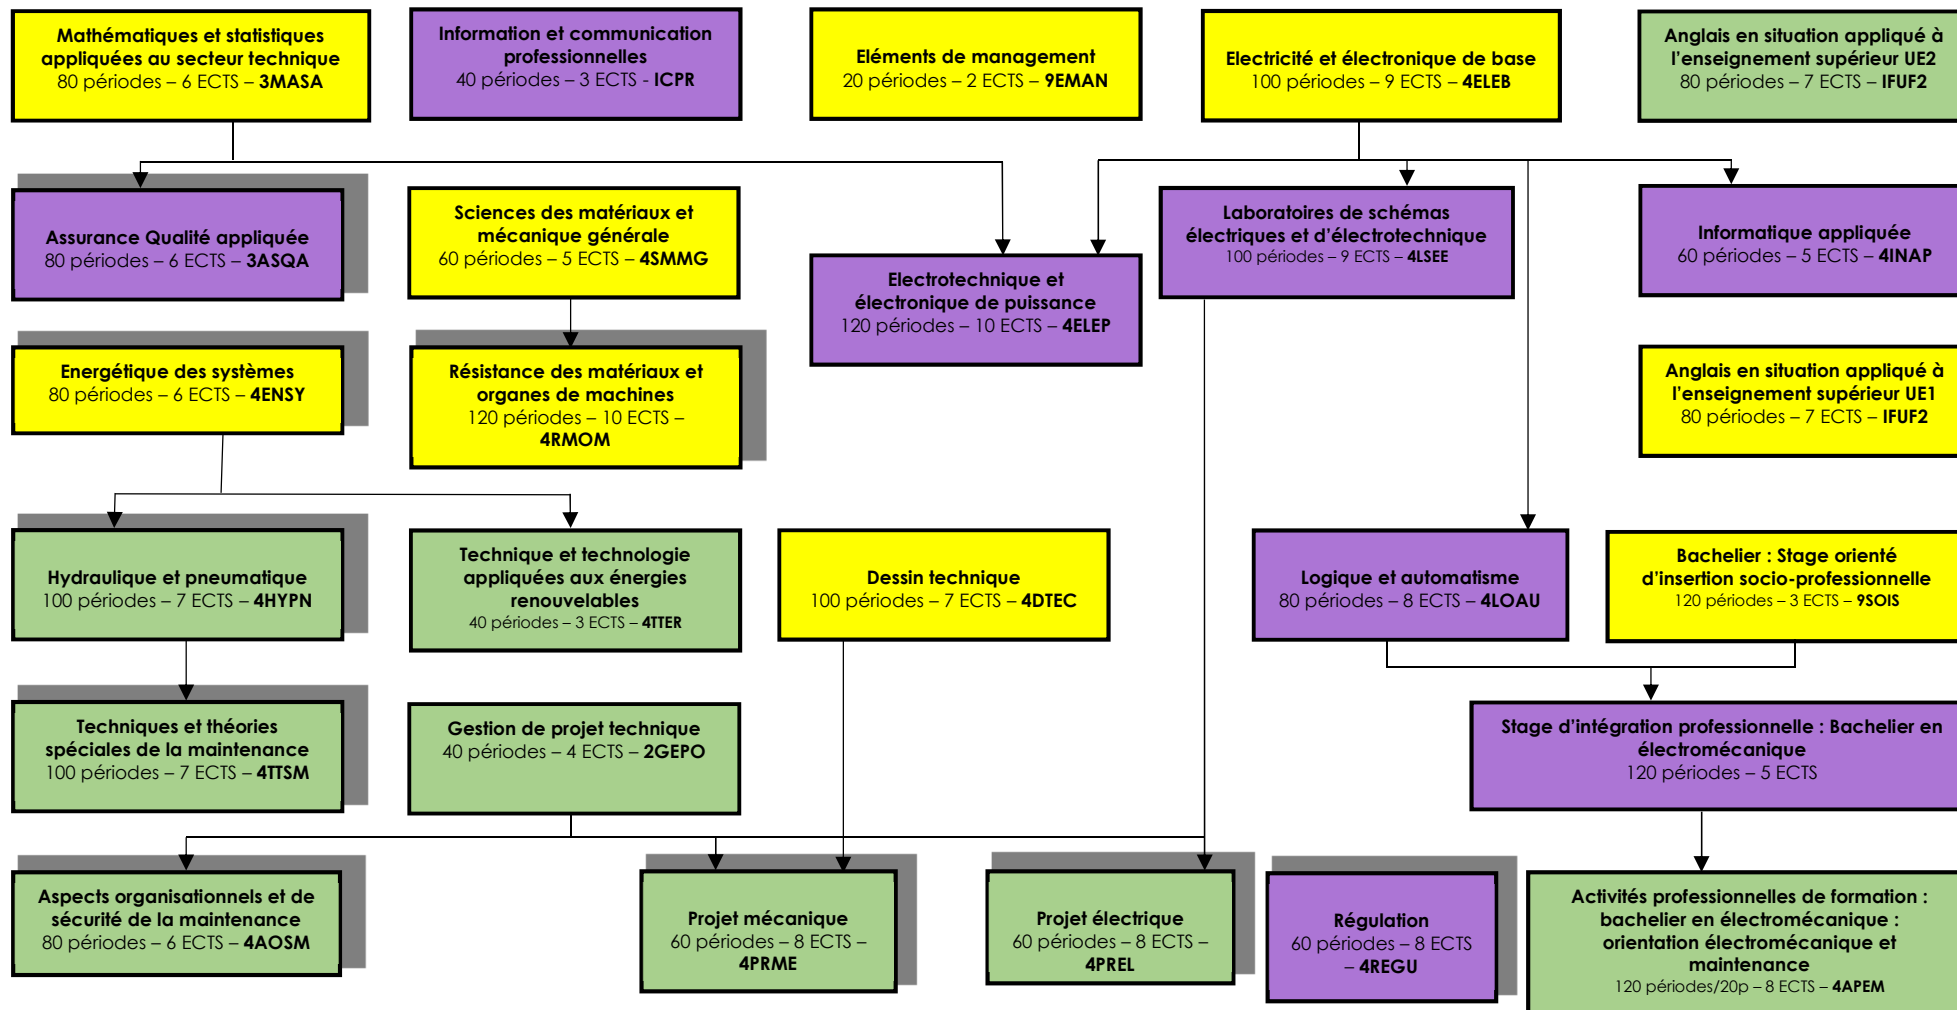 Mathématiques et statistiques
appliquées au secteur technique
80 périodes – 6 ECTS – 3MASA
Information et communication
professionnelles
40 périodes – 3 ECTS - ICPR
Eléments de management
20 périodes – 2 ECTS – 9EMAN
Electricité et électronique de base
100 périodes – 9 ECTS – 4ELEB
Anglais en situation appliqué à
l'enseignement supérieur UE2
80 périodes – 7 ECTS – IFUF2
Assurance Qualité appliquée
80 périodes – 6 ECTS – 3ASQA
Sciences des matériaux et
mécanique générale
60 périodes – 5 ECTS – 4SMMG
Electrotechnique et
électronique de puissance
120 périodes – 10 ECTS – 4ELEP
Laboratoires de schémas
électriques et d'électrotechnique
100 périodes – 9 ECTS – 4LSEE
Informatique appliquée
60 périodes – 5 ECTS – 4INAP
Energétique des systèmes
80 périodes – 6 ECTS – 4ENSY
Résistance des matériaux et
organes de machines
120 périodes – 10 ECTS –
4RMOM
Anglais en situation appliqué à
l'enseignement supérieur UE1
80 périodes – 7 ECTS – IFUF2
Hydraulique et pneumatique
100 périodes – 7 ECTS – 4HYPN
Technique et technologie
appliquées aux énergies
renouvelables
40 périodes – 3 ECTS – 4TTER
Dessin technique
100 périodes – 7 ECTS – 4DTEC
Logique et automatisme
80 périodes – 8 ECTS – 4LOAU
Bachelier : Stage orienté
d'insertion socio-professionnelle
120 périodes – 3 ECTS – 9SOIS
Techniques et théories
spéciales de la maintenance
100 périodes – 7 ECTS – 4TTSM
Gestion de projet technique
40 périodes – 4 ECTS – 2GEPO
Stage d'intégration professionnelle : Bachelier en
électromécanique
120 périodes – 5 ECTS
Aspects organisationnels et de
sécurité de la maintenance
80 périodes – 6 ECTS – 4AOSM
Projet mécanique
60 périodes – 8 ECTS –
4PRME
Projet électrique
60 périodes – 8 ECTS –
4PREL
Régulation
60 périodes – 8 ECTS
– 4REGU
Activités professionnelles de formation :
bachelier en électromécanique :
orientation électromécanique et
maintenance
120 périodes/20p – 8 ECTS – 4APEM